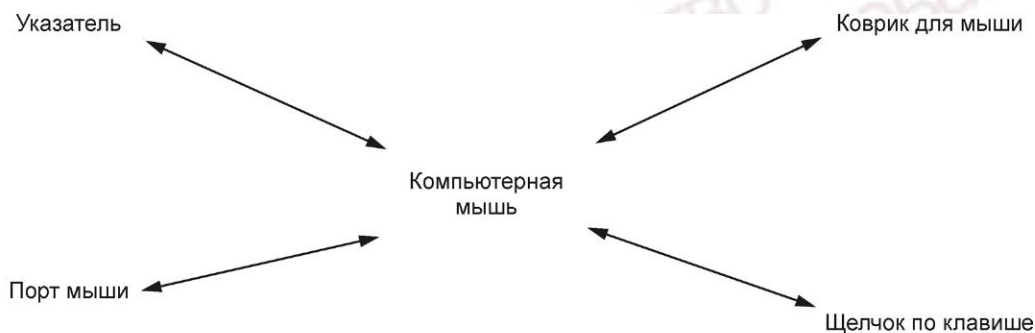 Указатель
Коврик для мыши
Компьютерная
мышь
Порт мыши
Щелчок по клавише